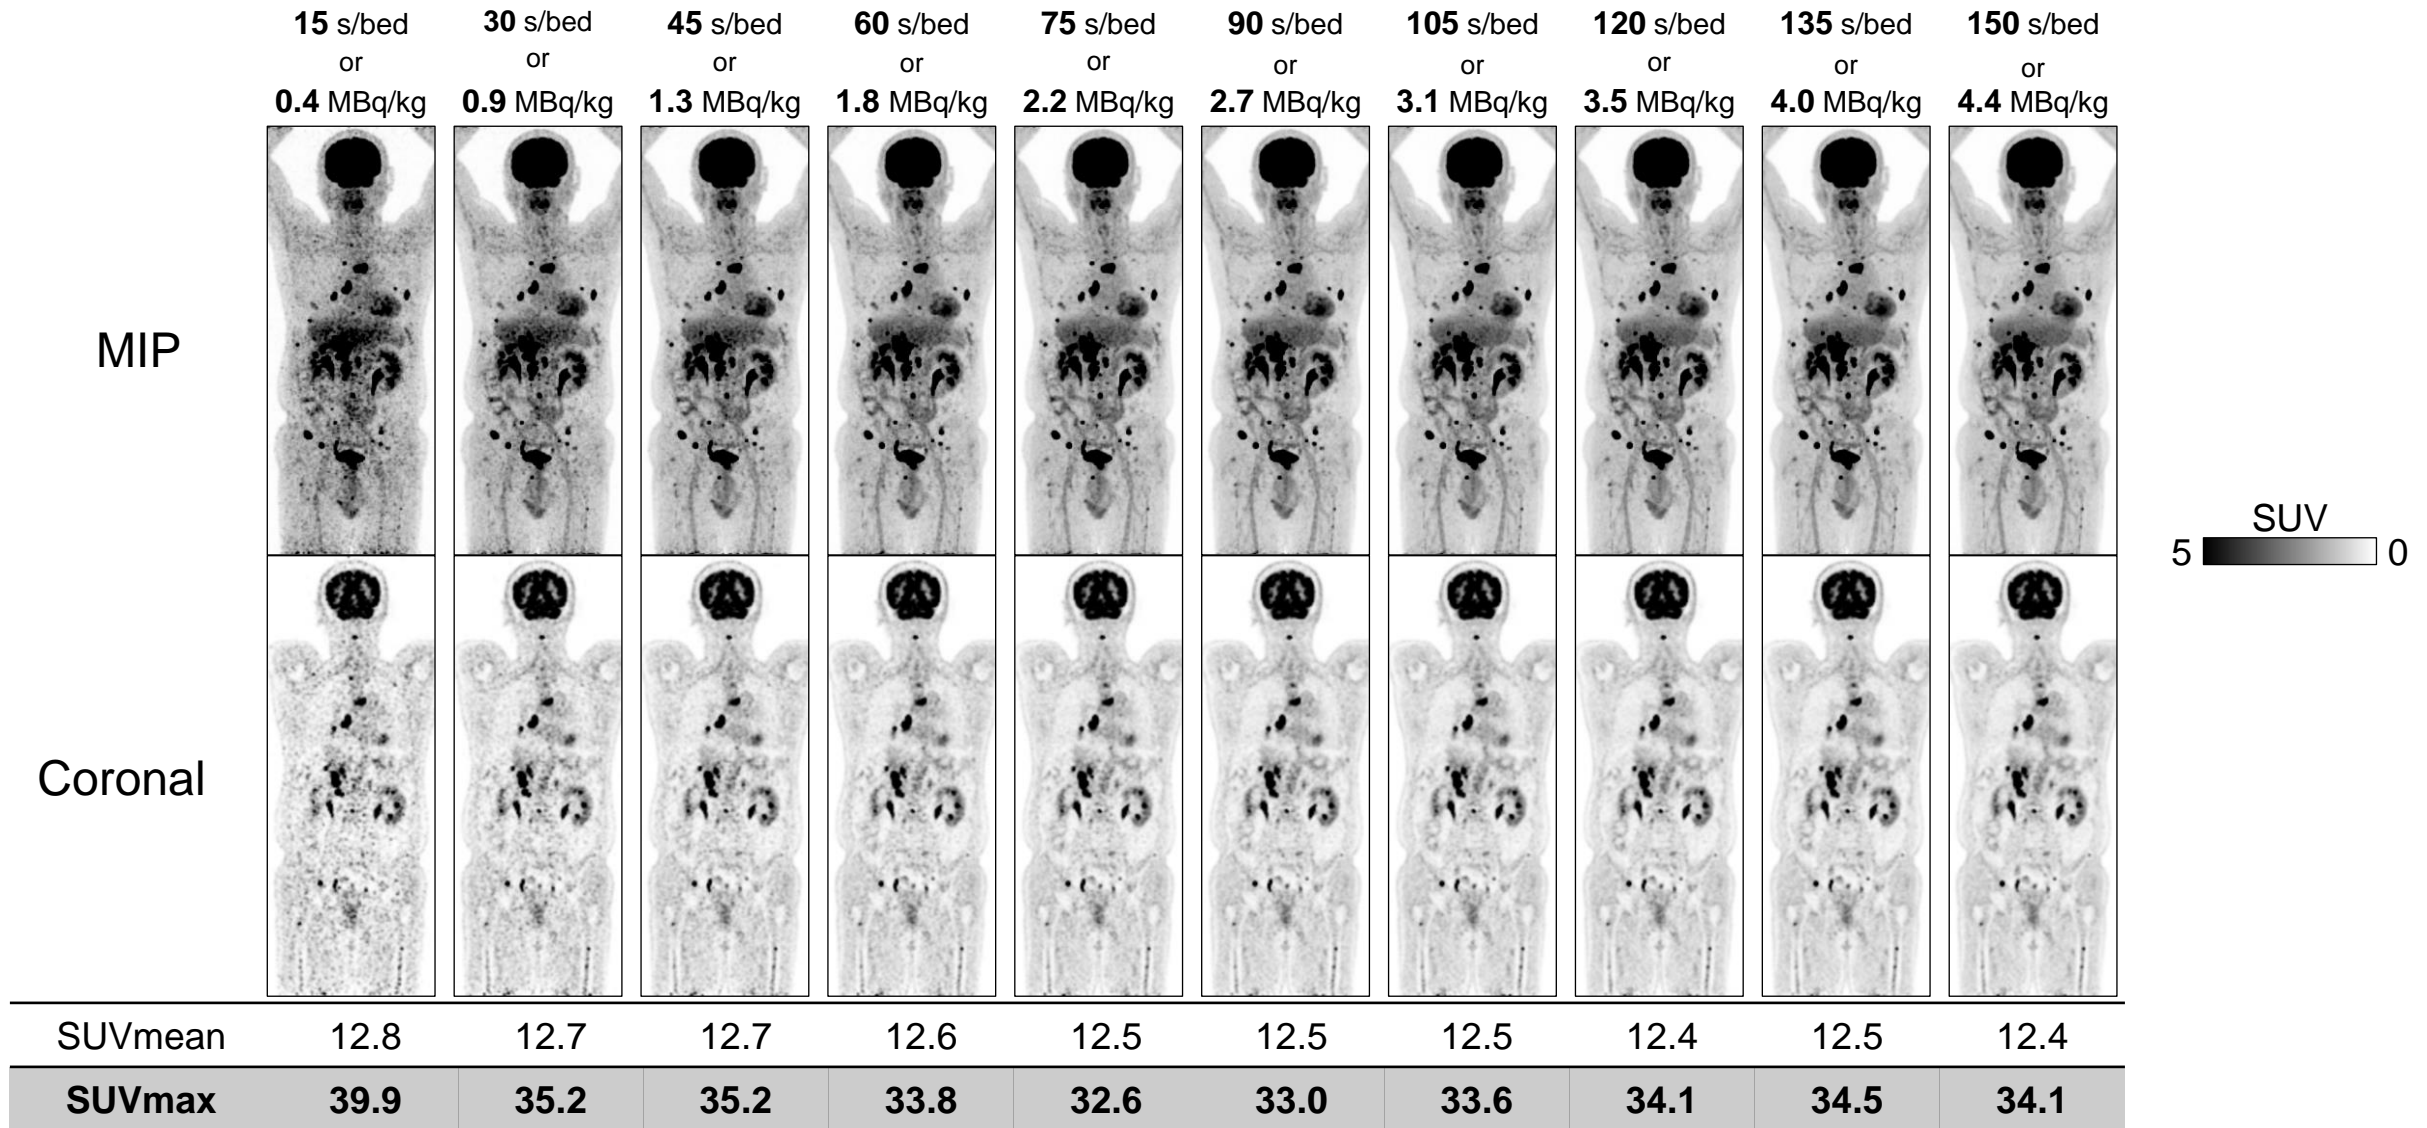 15 s/bed 30 s/bed 45 s/bed 60 s/bed 75 s/bed 90 s/bed 105 s/bed 120 s/bed 135 s/bed 150 s/bed
or or or or or or or or or or
0.4 MBq/kg 0.9 MBq/kg 1.3 MBq/kg 1.8 MBq/kg 2.2 MBq/kg 2.7 MBq/kg 3.1 MBq/kg 3.5 MBq/kg 4.0 MBq/kg 4.4 MBq/kg
MIP
SUV
5 0
Coronal
SUVmean 12.8 12.7 12.7 12.6 12.5 12.5 12.5 12.4 12.5 12.4
SUVmax 39.9 35.2 35.2 33.8 32.6 33.0 33.6 34.1 34.5 34.1